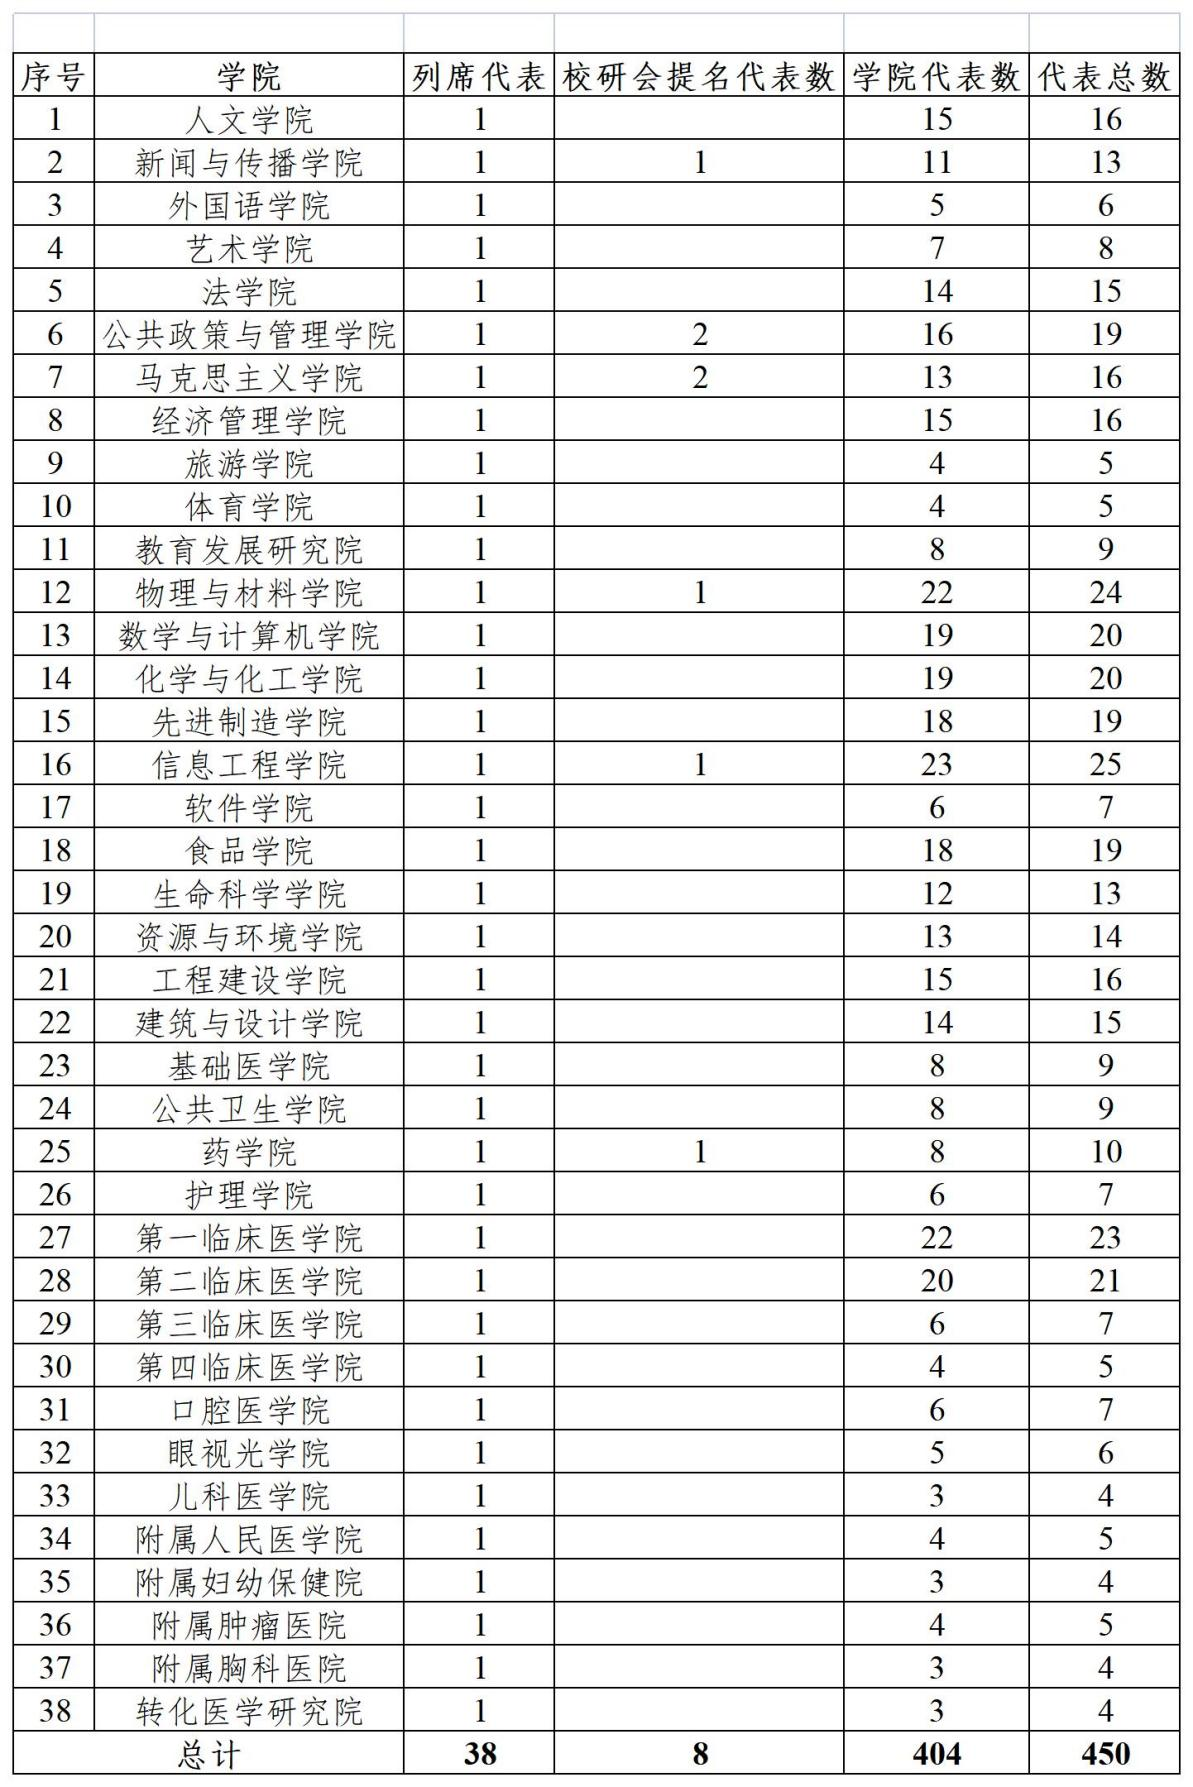 序号 学院 列席代表 校研会提名代表数 学院代表数 代表总数
1 人文学院 1 15 16
2 新闻与传播学院 1 1 11 13
3 外国语学院 1 5 6
4 艺术学院 1 7 8
5 法学院 1 14 15
6 公共政策与管理学院 1 2 16 19
7 马克思主义学院 1 2 13 16
8 经济管理学院 1 15 16
9 旅游学院 1 4 5
10 体育学院 1 4 5
11 教育发展研究院 1 8 9
12 物理与材料学院 1 1 22 24
13 数学与计算机学院 1 19 20
14 化学与化工学院 1 19 20
15 先进制造学院 1 18 19
16 信息工程学院 1 1 23 25
17 软件学院 1 6 7
18 食品学院 1 18 19
19 生命科学学院 1 12 13
20 资源与环境学院 1 13 14
21 工程建设学院 1 15 16
22 建筑与设计学院 1 14 15
23 基础医学院 1 8 9
24 公共卫生学院 1 8 9
25 药学院 1 1 8 10
26 护理学院 1 6 7
27 第一临床医学院 1 22 23
28 第二临床医学院 1 20 21
29 第三临床医学院 1 6 7
30 第四临床医学院 1 4 5
31 口腔医学院 1 6 7
32 眼视光学院 1 5 6
33 儿科医学院 1 3 4
34 附属人民医学院 1 4 5
35 附属妇幼保健院 1 3 4
36 附属肿瘤医院 1 4 5
37 附属胸科医院 1 3 4
38 转化医学研究院 1 3 4
总计 38 8 404 450